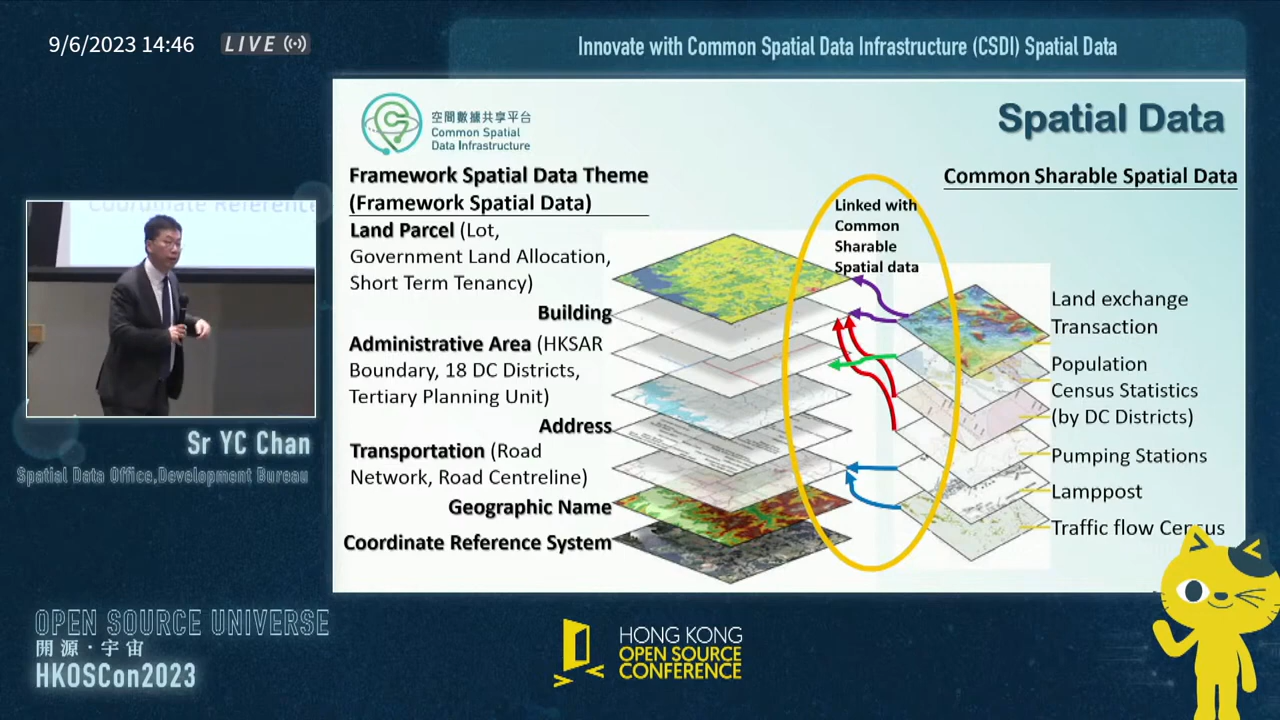 9/6/2023 14:46
LIVE
Innovate with Common Spatial Data Infrastructure (CSDI) Spatial Data
空間數據共享平台
Common Spatial
Data Infrastructure
Spatial Data
Framework Spatial Data Theme
(Framework Spatial Data)
Land Parcel (Lot,
Government Land Allocation,
Short Term Tenancy)
Building
Administrative Area (HKSAR
Boundary, 18 DC Districts,
Tertiary Planning Unit)
Address
Transportation (Road
Network, Road Centreline)
Geographic Name
Coordinate Reference System
Linked with
Common
Sharable
Spatial data
Common Sharable Spatial Data
Land exchange
Transaction
Population
Census Statistics
(by DC Districts)
Pumping Stations
Lamppost
Traffic flow Census
Coordinate Reference
Sr YC Chan
Spatial Data Office,Development Bureau
OPEN SOURCE UNIVERSE
開源·宇宙
HKOSCon2023
HONG KONG
OPEN SOURCE
CONFERENCE